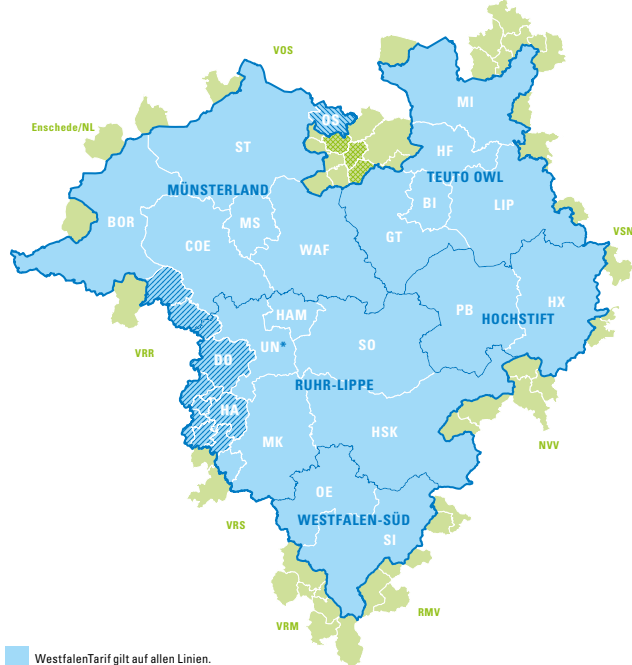 VOS
MI
OS
Enschede/NL
ST
HF
TEUTO OWL
MÜNSTERLAND
BI
LIP
BOR
MS
VSN
COE
WAF
GT
PB
HX
HAM
HOCHSTIFT
UN*
SO
VRR
DO
RUHR-LIPPE
HA
HSK
MK
NVV
OE
WESTFALEN-SÜD
VRS
SI
RMV
VRM
WestfalenTarif gilt auf allen Linien.